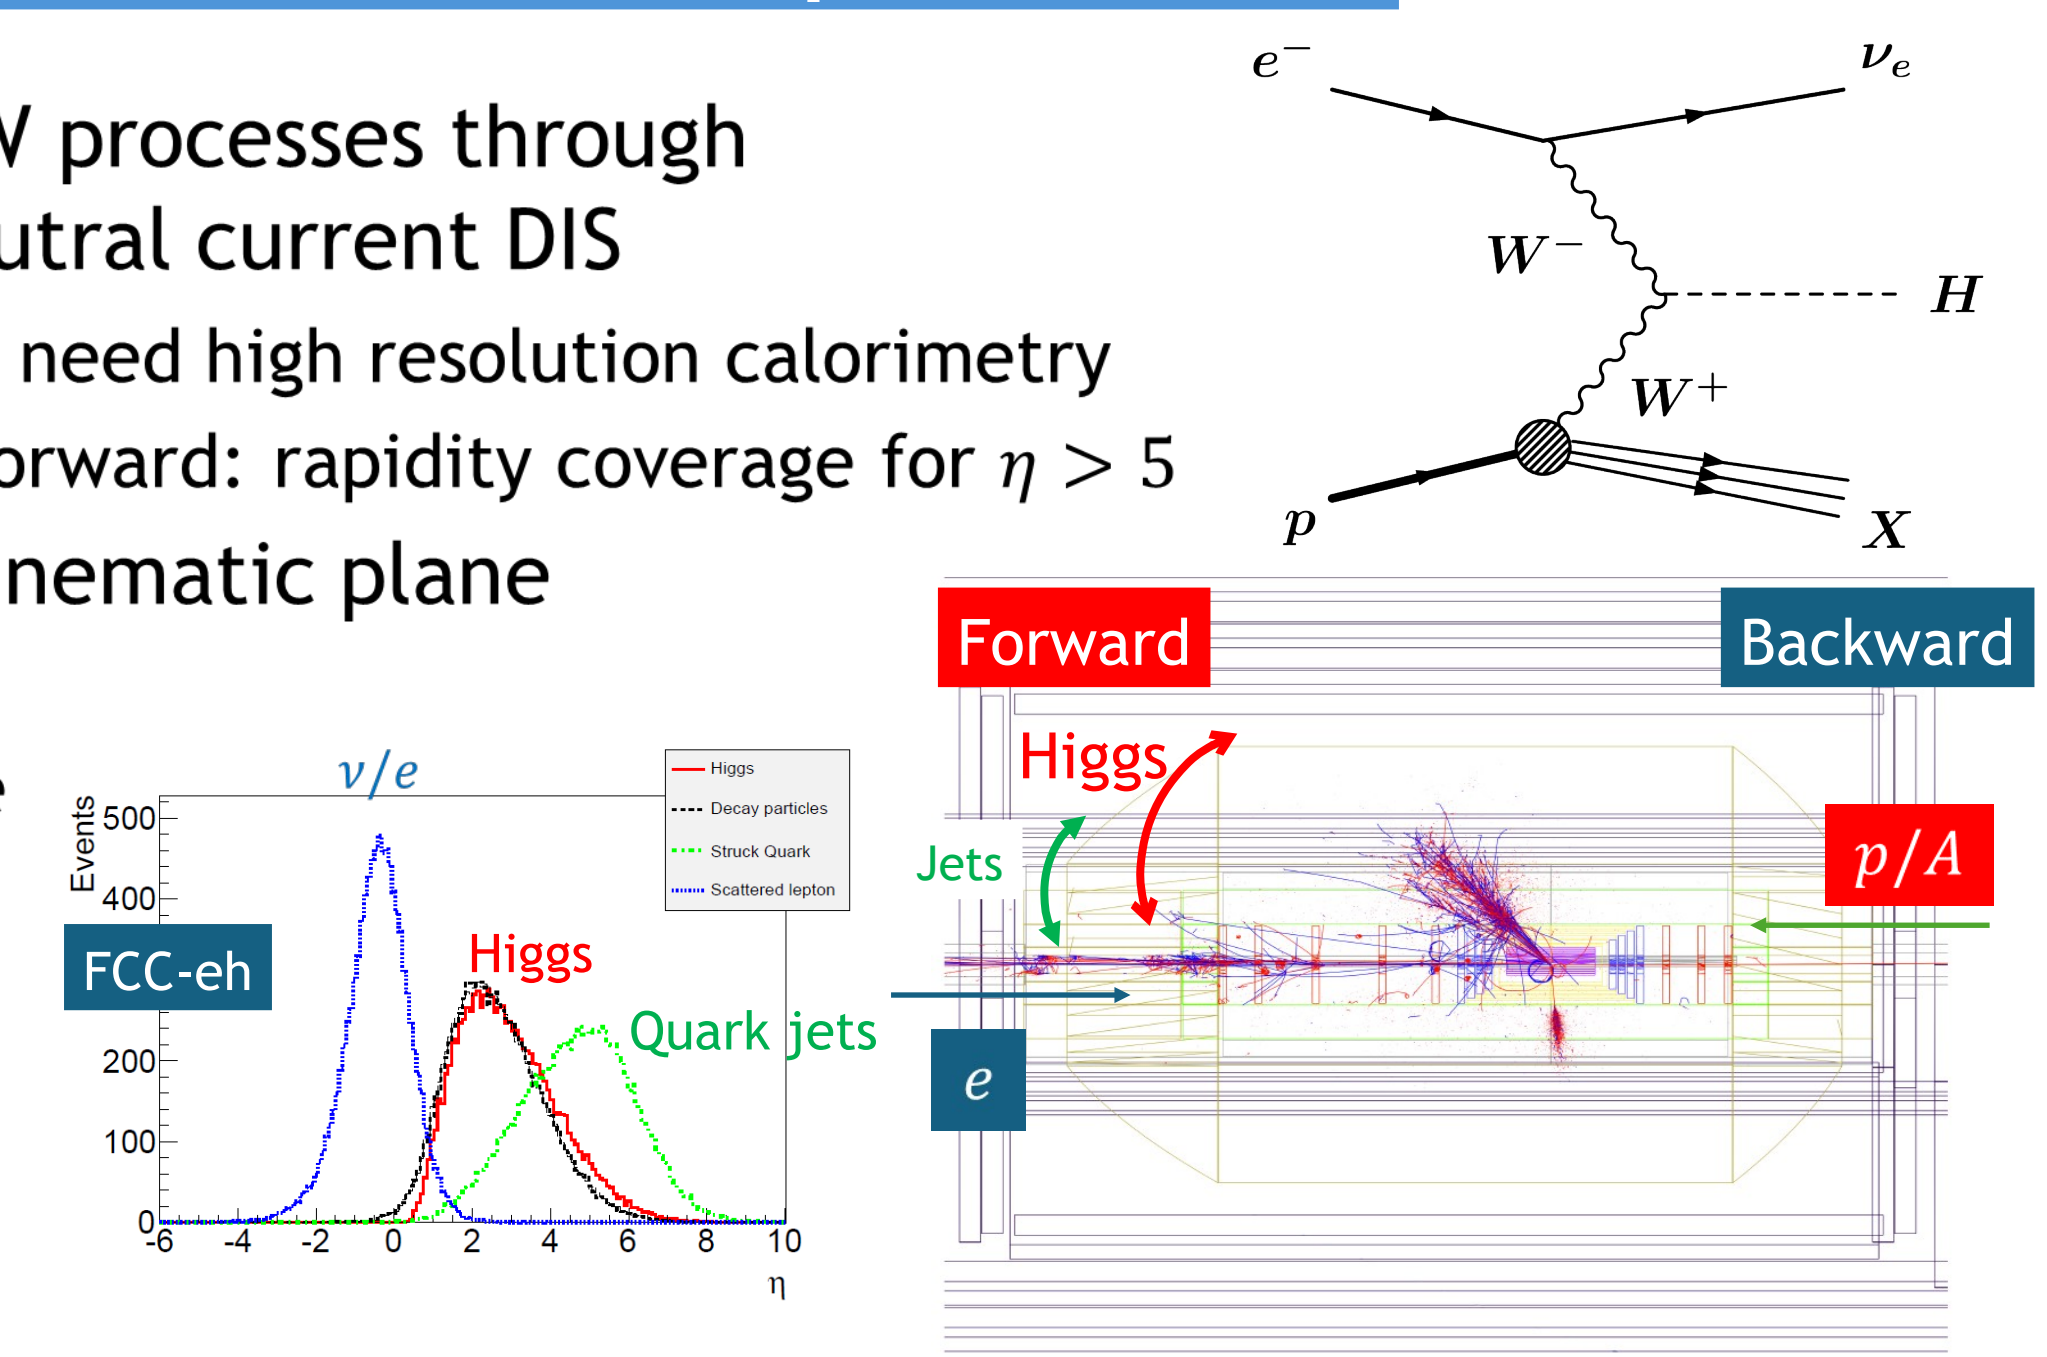 W processes through
utral current DIS
need high resolution calorimetry
orward: rapidity coverage for η > 5
nematic plane
e⁻
νₑ
W⁻
H
W⁺
p
X
ν/e
Events
500
400
200
100
0
-6 -4 -2 0 2 4 6 8 10
η
Higgs
Decay particles
Struck Quark
Scattered lepton
FCC-eh
Higgs
Quark jets
Forward
Backward
Higgs
Jets
p/A
e